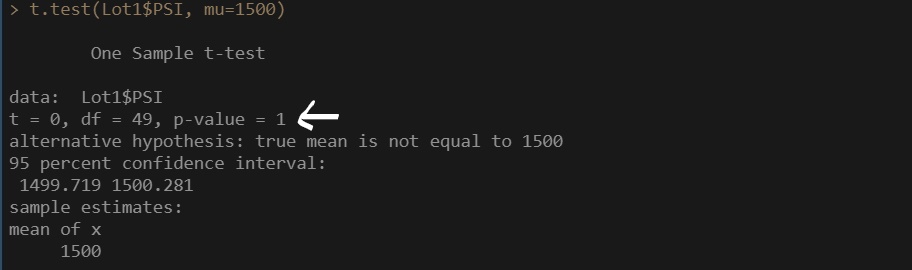 > t.test(Lot1$PSI, mu=1500)
One Sample t-test
data:  Lot1$PSI
t = 0, df = 49, p-value = 1
alternative hypothesis: true mean is not equal to 1500
95 percent confidence interval:
1499.719 1500.281
sample estimates:
mean of x
1500